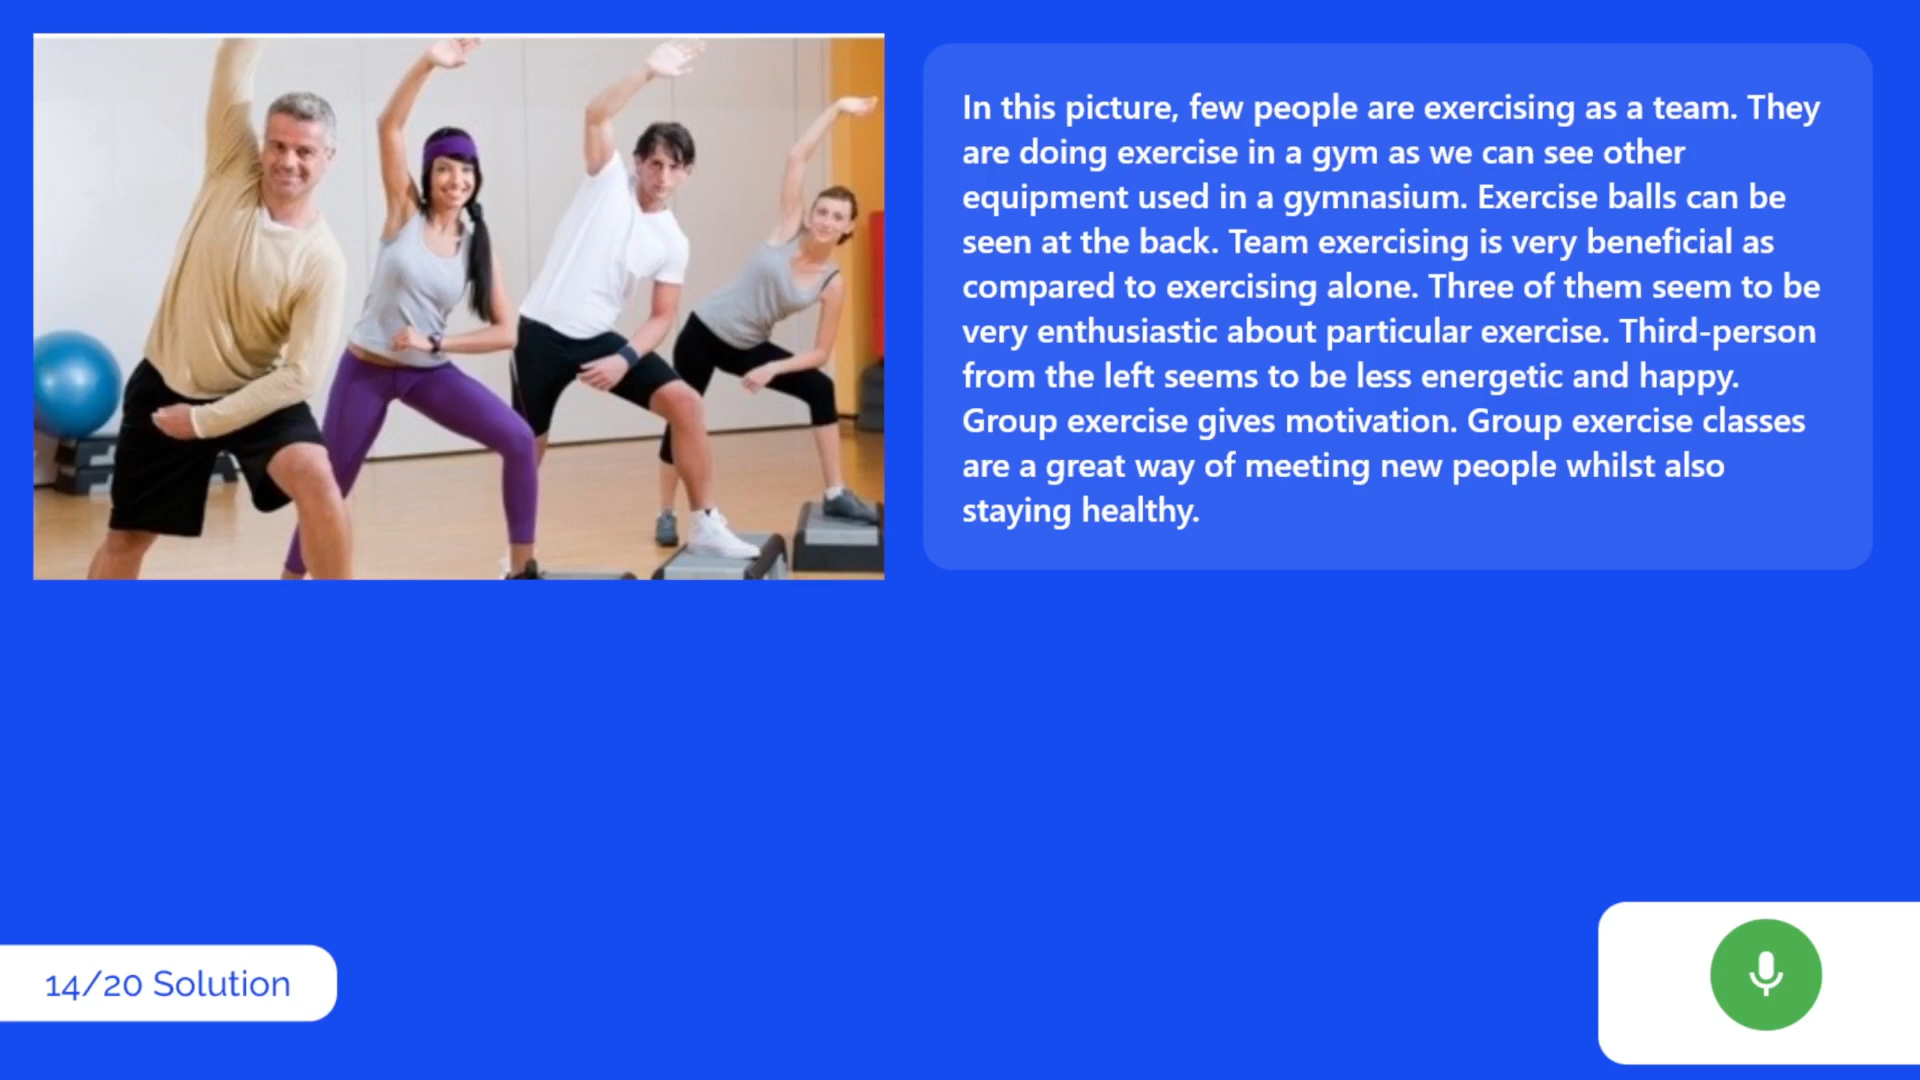 In this picture, few people are exercising as a team. They
are doing exercise in a gym as we can see other
equipment used in a gymnasium. Exercise balls can be
seen at the back. Team exercising is very beneficial as
compared to exercising alone. Three of them seem to be
very enthusiastic about particular exercise. Third-person
from the left seems to be less energetic and happy.
Group exercise gives motivation. Group exercise classes
are a great way of meeting new people whilst also
staying healthy.
14/20 Solution